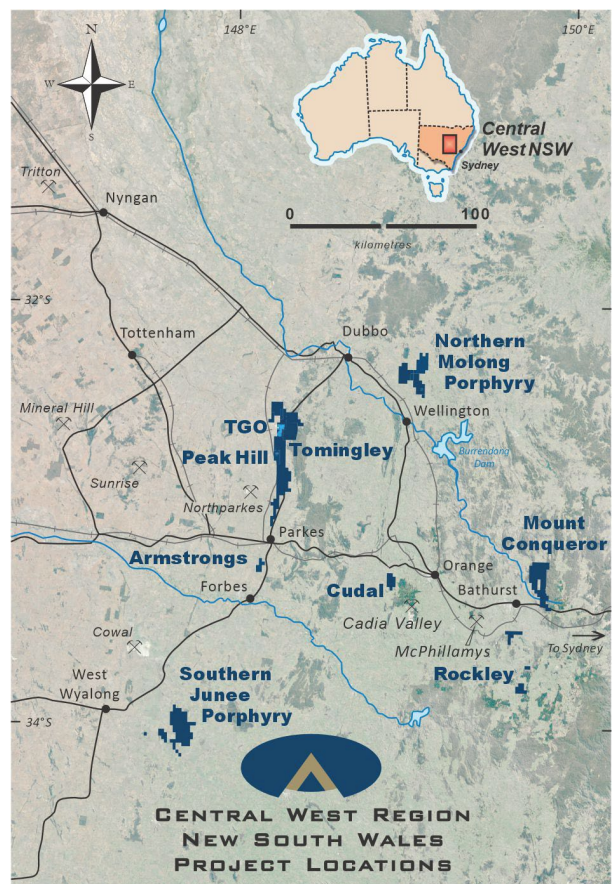 148°E
150°E
N
W
E
S
Central
West NSW
Sydney
Tritton
Nyngan
0
100
kilometres
32°S
Tottenham
Dubbo
Northern
Molong
Porphyry
Mineral Hill
Wellington
TGO
Tomingley
Peak Hill
Burrendong
Dam
Sunrise
Northparkes
Mount
Conqueror
Parkes
Armstrongs
Orange
Forbes
Cudal
Bathurst
Cadia Valley
Cowal
McPhillamys
To Sydney
West
Wyalong
Southern
Junee
Porphyry
Rockley
34°S
Central West Region
New South Wales
Project Locations